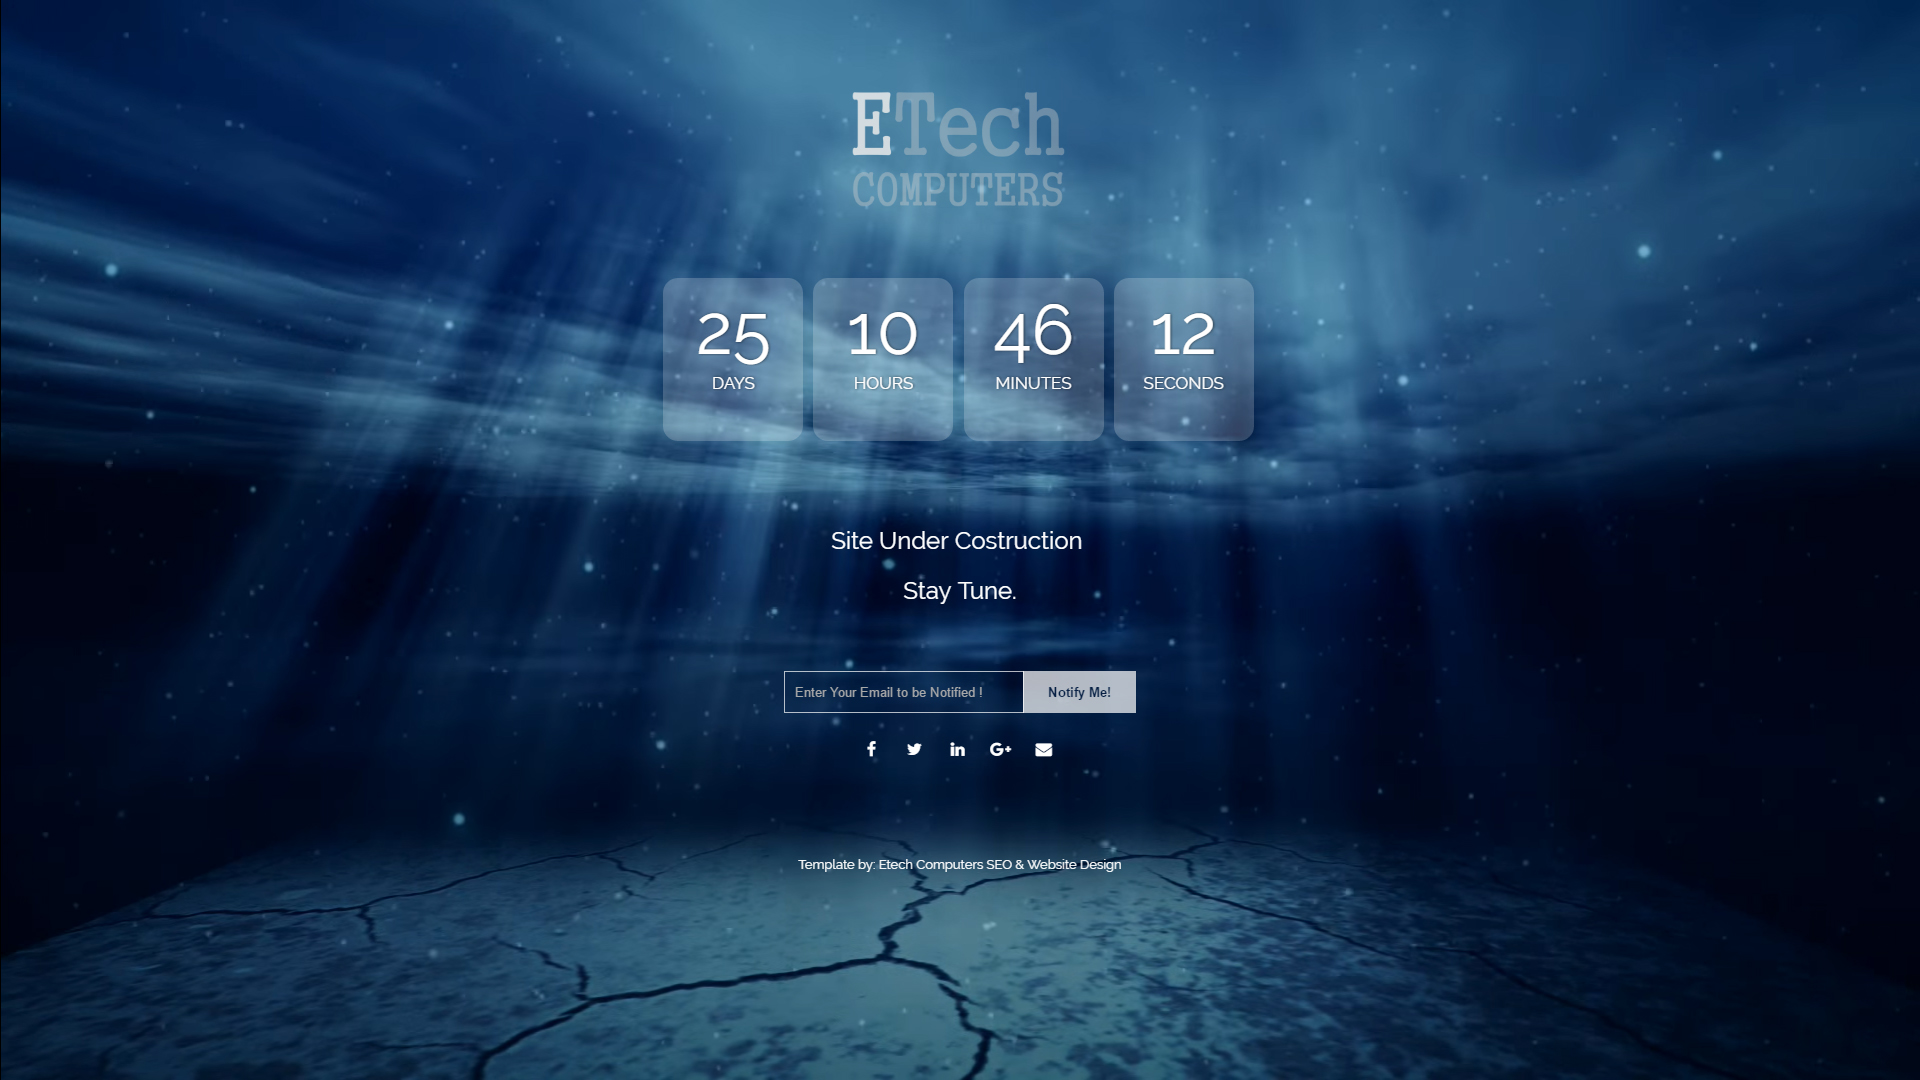 ETech
COMPUTERS
25 10 46 12
DAYS HOURS MINUTES SECONDS
Site Under Costruction
Stay Tune.
Enter Your Email to be Notified ! Notify Me!
Template by: Etech Computers SEO & Website Design